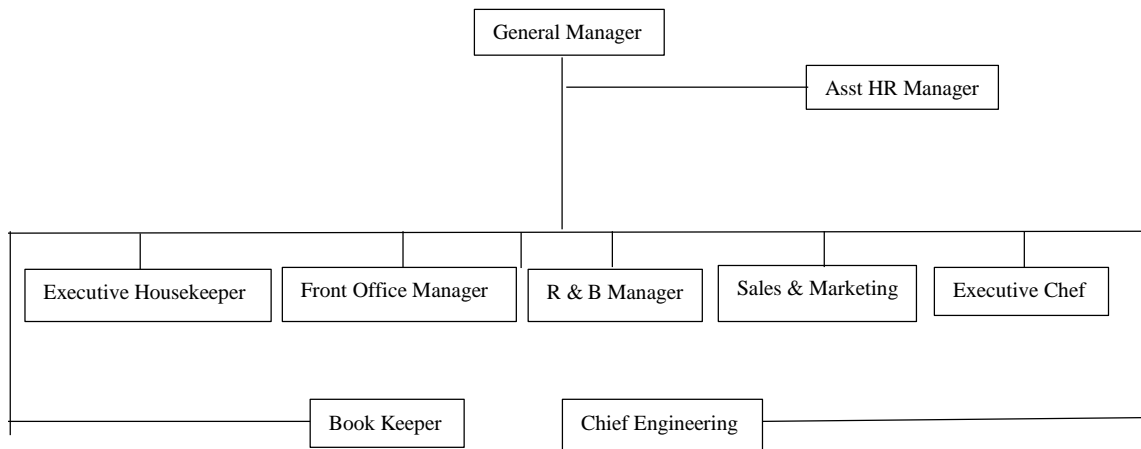 General Manager
Asst HR Manager
Executive Housekeeper
Front Office Manager
R & B Manager
Sales & Marketing
Executive Chef
Book Keeper
Chief Engineering